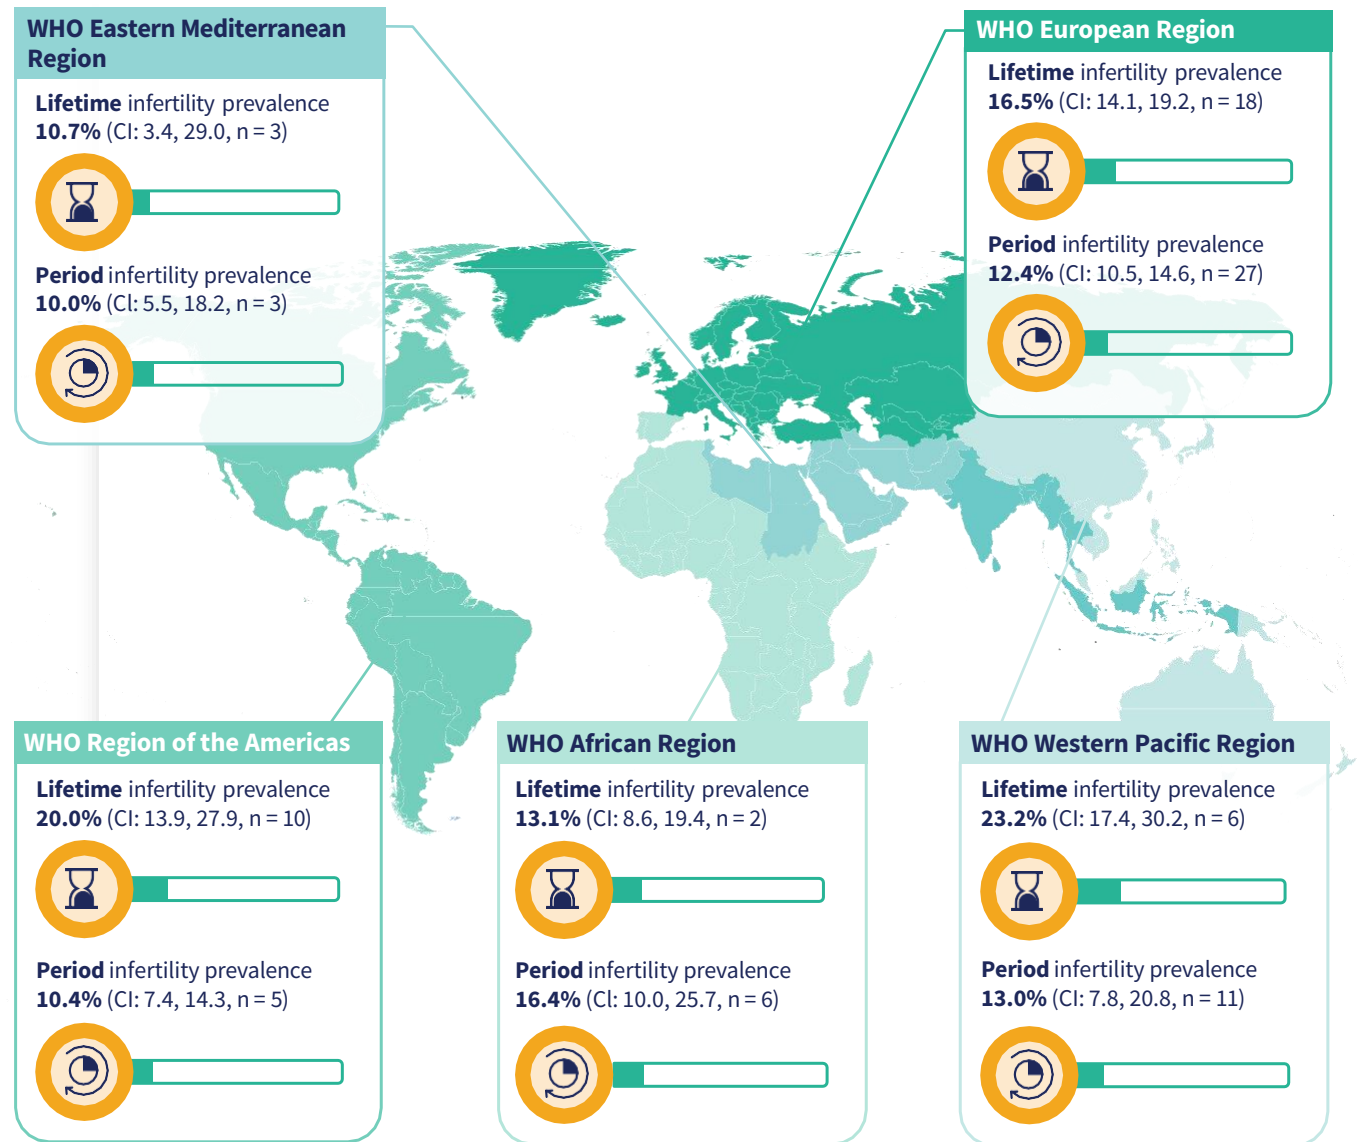 WHO Eastern Mediterranean
Region
Lifetime infertility prevalence
10.7% (CI: 3.4, 29.0, n = 3)
Period infertility prevalence
10.0% (CI: 5.5, 18.2, n = 3)
WHO European Region
Lifetime infertility prevalence
16.5% (CI: 14.1, 19.2, n = 18)
Period infertility prevalence
12.4% (CI: 10.5, 14.6, n = 27)
WHO Region of the Americas
Lifetime infertility prevalence
20.0% (CI: 13.9, 27.9, n = 10)
Period infertility prevalence
10.4% (CI: 7.4, 14.3, n = 5)
WHO African Region
Lifetime infertility prevalence
13.1% (CI: 8.6, 19.4, n = 2)
Period infertility prevalence
16.4% (CI: 10.0, 25.7, n = 6)
WHO Western Pacific Region
Lifetime infertility prevalence
23.2% (CI: 17.4, 30.2, n = 6)
Period infertility prevalence
13.0% (CI: 7.8, 20.8, n = 11)